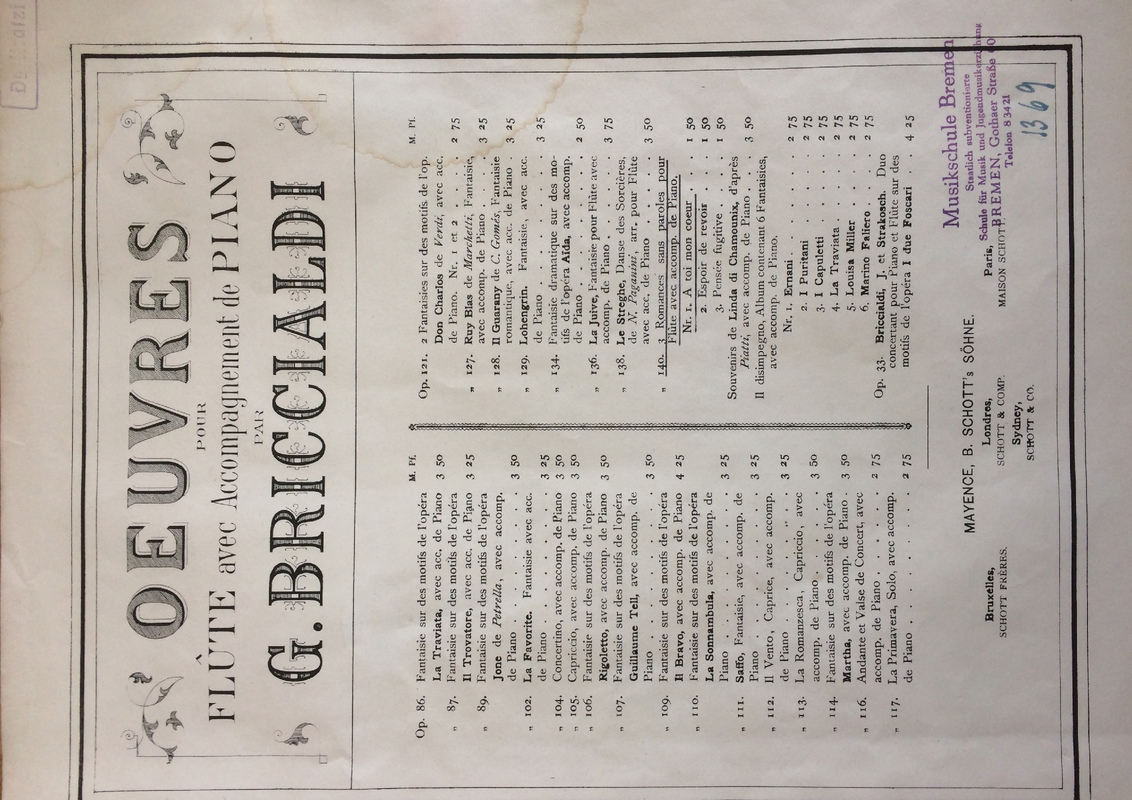 OEUVRES
POUR
FLÛTE avec Accompagnement de PIANO
PAR
G. BRICCIALDI
M. Pf.
Op. 86. Fantaisie sur des motifs de l'opéra
La Traviata, avec acc. de Piano 3 50
„ 87. Fantaisie sur des motifs de l'opéra
Il Trovatore, avec acc. de Piano 3 25
„ 89. Fantaisie sur des motifs de l'opéra
Jone de Petrella, avec accomp.
de Piano . . . . . . . . 3 50
„ 102. La Favorite. Fantaisie avec acc.
de Piano . . . . . . . . 3 25
„ 104. Concertino, avec accomp. de Piano 3 50
„ 105. Capriccio, avec accomp. de Piano 3 50
„ 106. Fantaisie sur des motifs de l'opéra
Rigoletto, avec accomp. de Piano 3 50
„ 107. Fantaisie sur des motifs de l'opéra
Guillaume Tell, avec accomp. de
Piano . . . . . . . . . 3 50
„ 109. Fantaisie sur des motifs de l'opéra
Il Bravo, avec accomp. de Piano 4 25
„ 110. Fantaisie sur des motifs de l'opéra
La Sonnambula, avec accomp. de
Piano . . . . . . . . . 3 25
„ 111. Saffo, Fantaisie, avec accomp. de
Piano . . . . . . . . . 3 25
„ 112. Il Vento, Caprice, avec accomp.
de Piano . . . . . . . . 3 25
„ 113. La Romanzesca, Capriccio, avec
accomp. de Piano . . . . . 3 50
„ 114. Fantaisie sur des motifs de l'opéra
Martha, avec accomp. de Piano . 3 50
„ 116. Andante et Valse de Concert, avec
accomp. de Piano . . . . . 2 75
„ 117. La Primavera, Solo, avec accomp.
de Piano . . . . . . . . 2 75
M. Pf.
Op. 121. 2 Fantaisies sur des motifs de l'op.
Don Charlos de Verdi, avec acc.
de Piano. Nr. 1 et 2 . . . . 2 75
„ 127. Ruy Blas de Marchetti, Fantaisie,
avec accomp. de Piano . . . . 3 25
„ 128. Il Guarany de C. Gomés, Fantaisie
romantique, avec acc. de Piano . 3 25
„ 129. Lohengrin. Fantaisie, avec acc.
de Piano . . . . . . . . 3 25
„ 134. Fantaisie dramatique sur des mo-
tifs de l'opéra Aïda, avec accomp.
de Piano . . . . . . . . 2 50
„ 136. La Juive, Fantaisie pour Flûte avec
accomp. de Piano . . . . . 3 75
„ 138. Le Streghe, Danse des Sorcières,
de N. Paganini, arr. pour Flûte
avec acc. de Piano . . . . . 3 50
„ 140. 3 Romances sans paroles pour
Flûte avec accomp. de Piano.
Nr. 1. A toi mon coeur . . . 1 50
2. Espoir de revoir . . . 1 50
3. Pensée fugitive . . . 1 50
Souvenirs de Linda di Chamounix, d'après
Piatti, avec accomp. de Piano . . 3 50
Il disimpegno, Album contenant 6 Fantaisies,
avec accomp. de Piano.
Nr. 1. Ernani . . . . . . 2 75
2. I Puritani . . . . . 2 75
3. I Capuletti . . . . . 2 75
4. La Traviata . . . . . 2 75
5. Louisa Miller . . . . 2 75
6. Marino Faliero . . . . 2 75
Op. 33. Briccialdi, J. et Strakosch. Duo
concertant pour Piano et Flûte sur des
motifs de l'opéra I due Foscari . . 4 25
MAYENCE, B. SCHOTT's SÖHNE.
Bruxelles,
SCHOTT FRÈRES.
Londres,
SCHOTT & COMP.
Sydney,
SCHOTT & CO.
Paris,
MAISON SCHOTT
Musikschule Bremen
Staatlich subventionierte
Schule für Musik und Jugendmusikerziehung
BREMEN, Gothaer Straße 60
Telefon 83421
1369